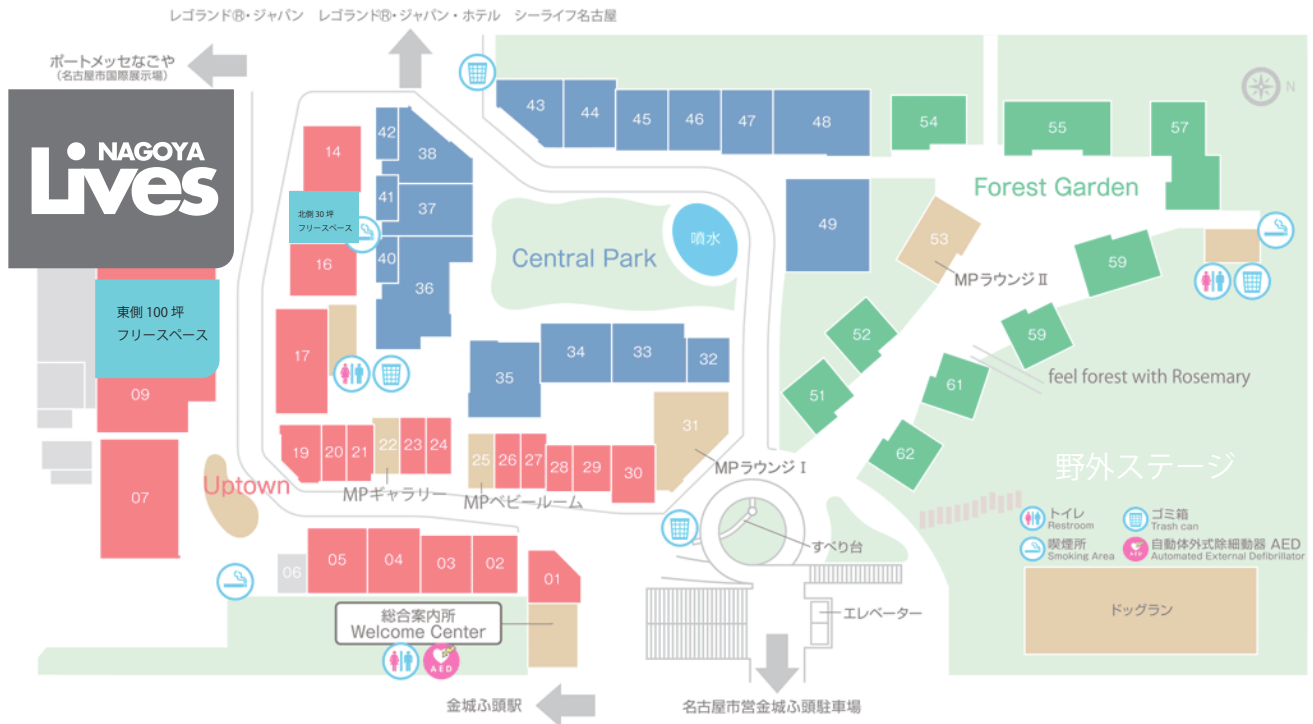 レゴランド®・ジャパン
レゴランド®・ジャパン・ホテル
シーライフ名古屋
ポートメッセなごや
(名古屋市国際展示場)
NAGOYA
Lives
43
44
45
46
47
48
54
55
57
N
14
42
38
北側30坪
フリースペース
41
37
16
40
36
Central Park
噴水
49
Forest Garden
53
MPラウンジⅡ
59
東側100坪
フリースペース
09
17
34
33
32
35
52
51
59
61
62
feel forest with Rosemary
07
19
20
21
22
23
24
25
26
27
28
29
30
31
MPラウンジⅠ
Uptown
MPギャラリー
MPベビールーム
野外ステージ
06
05
04
03
02
01
すべり台
トイレ
Restroom
ゴミ箱
Trash can
喫煙所
Smoking Area
AED
自動体外式除細動器 AED
Automated External Defibrillator
総合案内所
Welcome Center
AED
エレベーター
ドッグラン
金城ふ頭駅
名古屋市営金城ふ頭駐車場